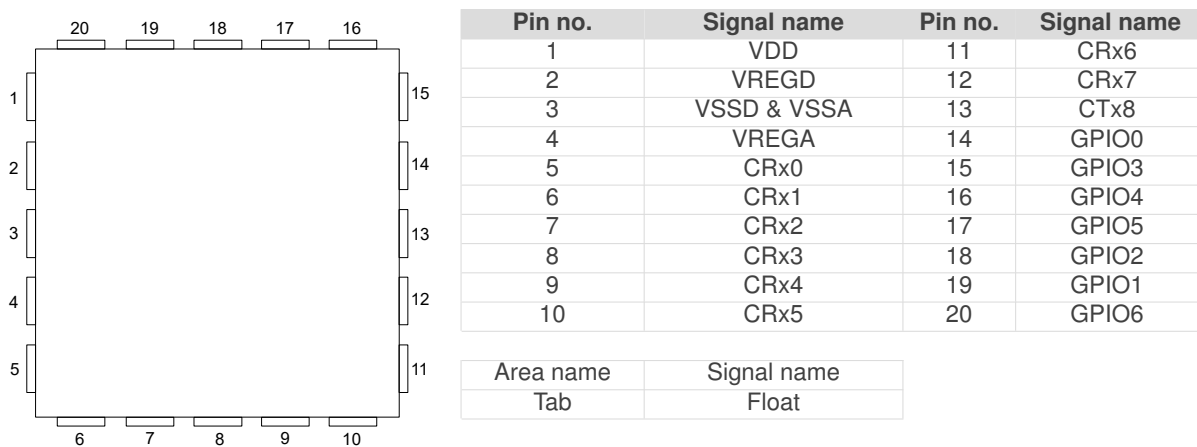 20 19 18 17 16
1 15
2 14
3 13
4 12
5 11
6 7 8 9 10
Pin no. Signal name Pin no. Signal name
1 VDD 11 CRx6
2 VREGD 12 CRx7
3 VSSD & VSSA 13 CTx8
4 VREGA 14 GPIO0
5 CRx0 15 GPIO3
6 CRx1 16 GPIO4
7 CRx2 17 GPIO5
8 CRx3 18 GPIO2
9 CRx4 19 GPIO1
10 CRx5 20 GPIO6
Area name Signal name
Tab Float